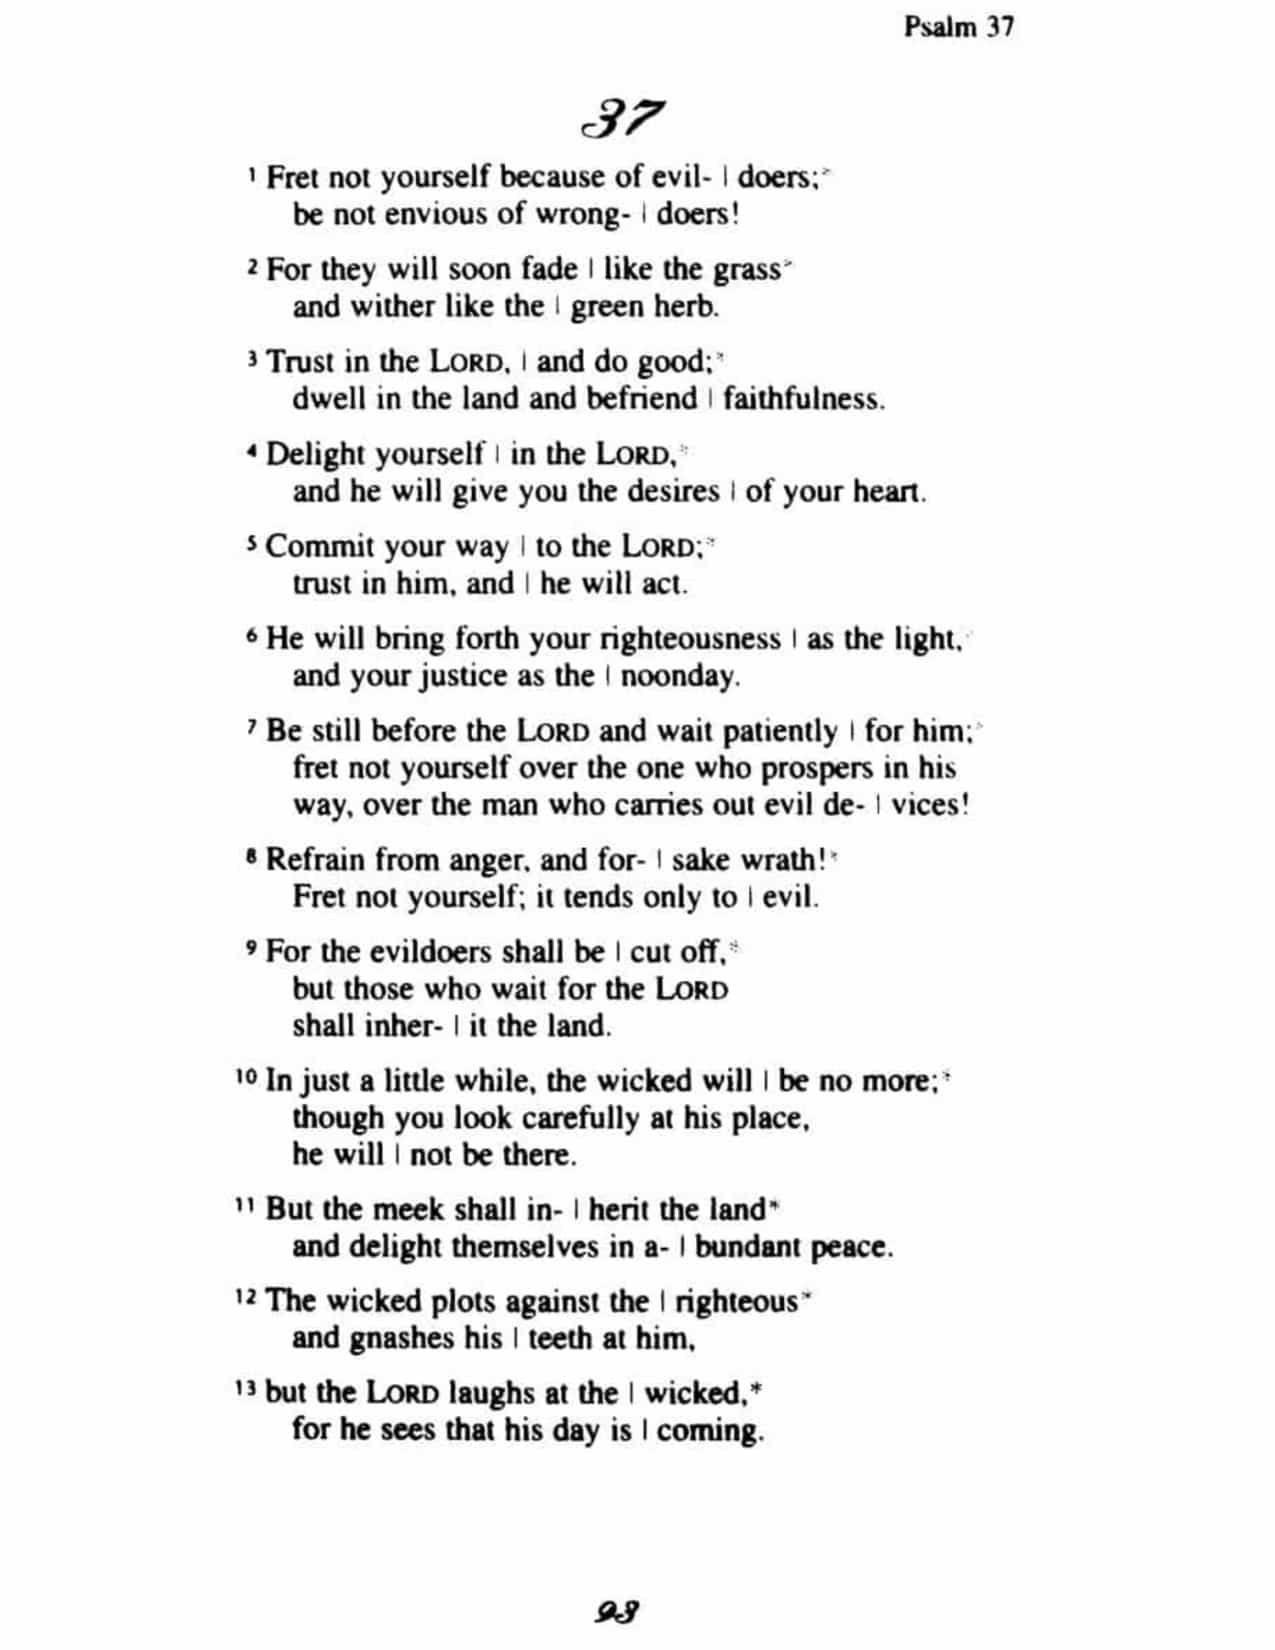 Psalm 37
37
1 Fret not yourself because of evil- | doers;*
be not envious of wrong- | doers!
2 For they will soon fade | like the grass*
and wither like the | green herb.
3 Trust in the LORD, | and do good;*
dwell in the land and befriend | faithfulness.
4 Delight yourself | in the LORD,*
and he will give you the desires | of your heart.
5 Commit your way | to the LORD;*
trust in him, and | he will act.
6 He will bring forth your righteousness | as the light,*
and your justice as the | noonday.
7 Be still before the LORD and wait patiently | for him;*
fret not yourself over the one who prospers in his
way, over the man who carries out evil de- | vices!
8 Refrain from anger, and for- | sake wrath!*
Fret not yourself; it tends only to | evil.
9 For the evildoers shall be | cut off,*
but those who wait for the LORD
shall inher- | it the land.
10 In just a little while, the wicked will | be no more;*
though you look carefully at his place,
he will | not be there.
11 But the meek shall in- | herit the land*
and delight themselves in a- | bundant peace.
12 The wicked plots against the | righteous*
and gnashes his | teeth at him,
13 but the LORD laughs at the | wicked,*
for he sees that his day is | coming.
93